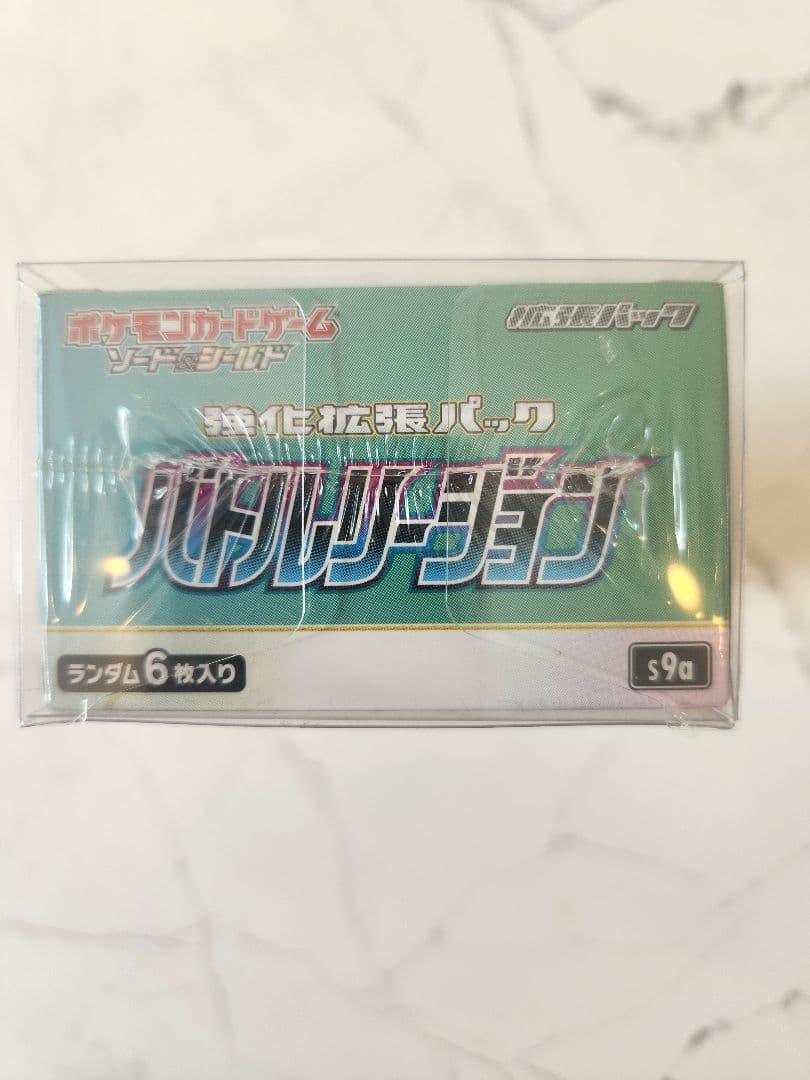 ポケモンカードゲーム
ソード&シールド
拡張パック
強化拡張パック
バトルリージョン
ランダム6枚入り
s9a